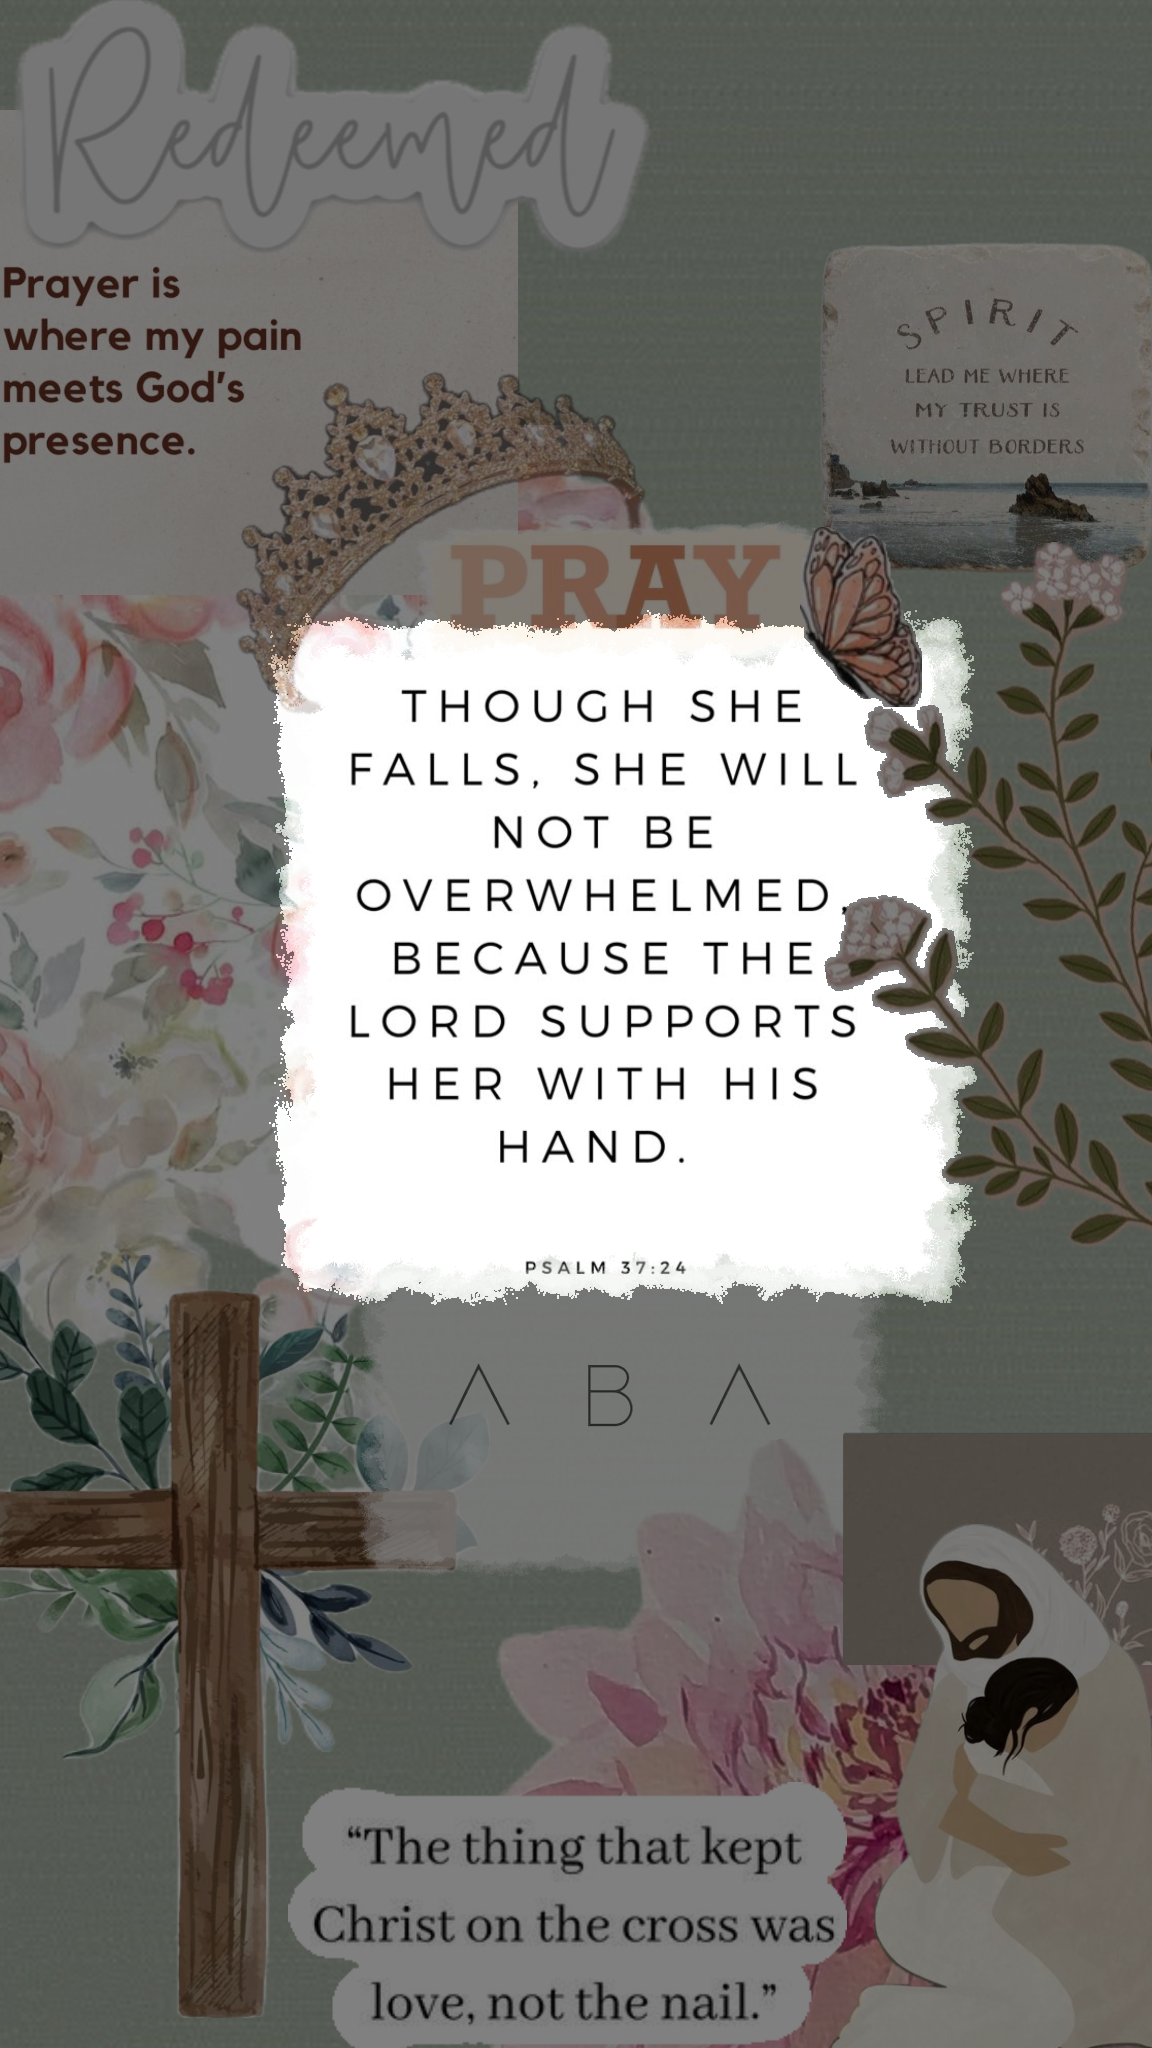 Redeemed
Prayer is
where my pain
meets God's
presence.
SPIRIT
LEAD ME WHERE
MY TRUST IS
WITHOUT BORDERS
PRAY
THOUGH SHE
FALLS, SHE WILL
NOT BE
OVERWHELMED,
BECAUSE THE
LORD SUPPORTS
HER WITH HIS
HAND.
PSALM 37:24
ABA
“The thing that kept
Christ on the cross was
love, not the nail.”